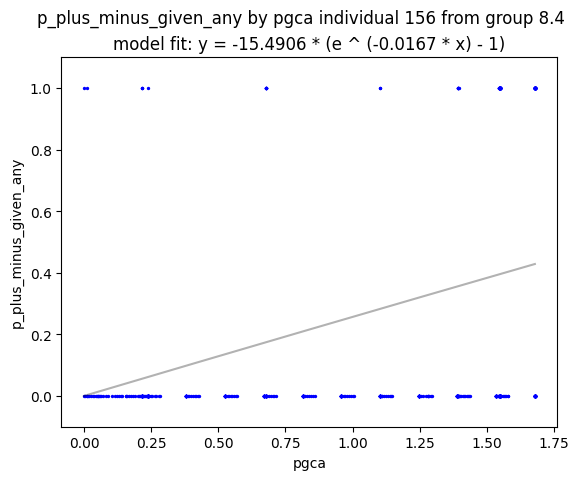 p_plus_minus_given_any by pgca individual 156 from group 8.4
model fit: y = -15.4906 * (e ^ (-0.0167 * x) - 1)
p_plus_minus_given_any
1.0
0.8
0.6
0.4
0.2
0.0
0.00 0.25 0.50 0.75 1.00 1.25 1.50 1.75
pgca